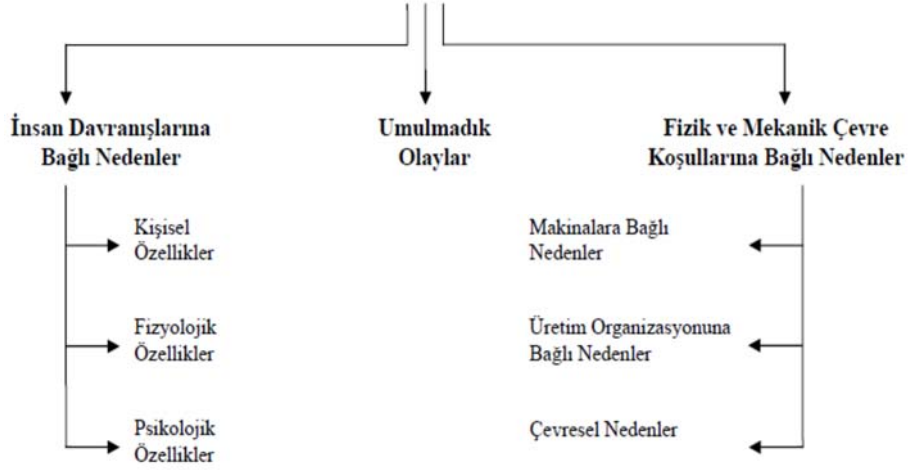 İnsan Davranışlarına
Bağlı Nedenler
Umulmadık
Olaylar
Fizik ve Mekanik Çevre
Koşullarına Bağlı Nedenler
Kişisel
Özellikler
Fizyolojik
Özellikler
Psikolojik
Özellikler
Makinalara Bağlı
Nedenler
Üretim Organizasyonuna
Bağlı Nedenler
Çevresel Nedenler